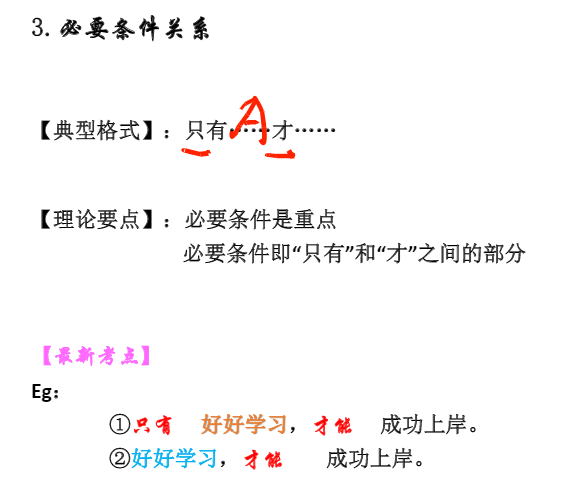 3.必要条件关系
A
【典型格式】：只有……才……
【理论要点】：必要条件是重点
必要条件即“只有”和“才”之间的部分
【最新考点】
Eg：
①只有 好好学习，才能 成功上岸。
②好好学习，才能 成功上岸。